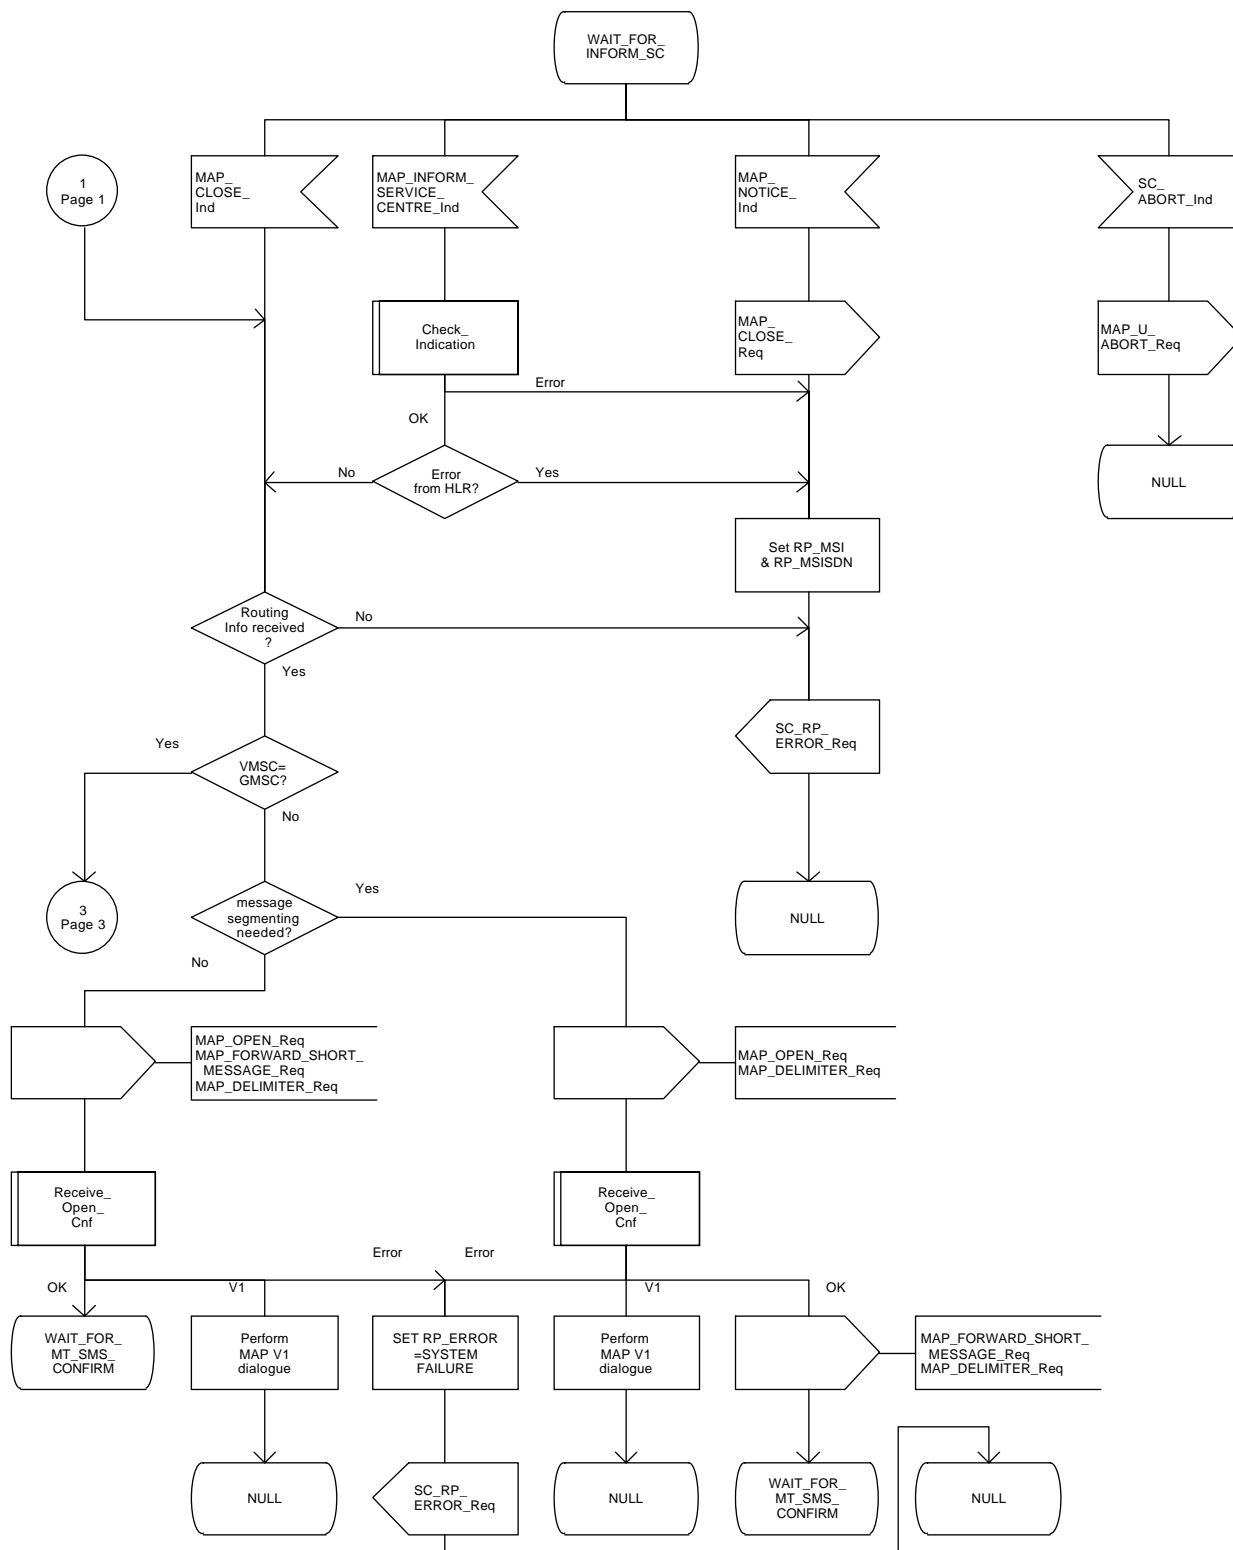 WAIT_FOR_
INFORM_SC
1
Page 1
MAP_
CLOSE_
Ind
MAP_INFORM_
SERVICE_
CENTRE_Ind
MAP_
NOTICE_
Ind
SC_
ABORT_Ind
Check_
Indication
MAP_
CLOSE_
Req
MAP_U_
ABORT_Req
Error
OK
No
Error
from HLR?
Yes
NULL
Set RP_MSI
& RP_MSISDN
Routing
Info received
?
No
Yes
SC_RP_
ERROR_Req
Yes
VMSC=
GMSC?
No
3
Page 3
message
segmenting
needed?
Yes
NULL
No
MAP_OPEN_Req
MAP_FORWARD_SHORT_
MESSAGE_Req
MAP_DELIMITER_Req
MAP_OPEN_Req
MAP_DELIMITER_Req
Receive_
Open_
Cnf
Receive_
Open_
Cnf
Error
Error
OK
V1
V1
OK
WAIT_FOR_
MT_SMS_
CONFIRM
Perform
MAP V1
dialogue
SET RP_ERROR
=SYSTEM
FAILURE
Perform
MAP V1
dialogue
MAP_FORWARD_SHORT_
MESSAGE_Req
MAP_DELIMITER_Req
NULL
SC_RP_
ERROR_Req
NULL
WAIT_FOR_
MT_SMS_
CONFIRM
NULL